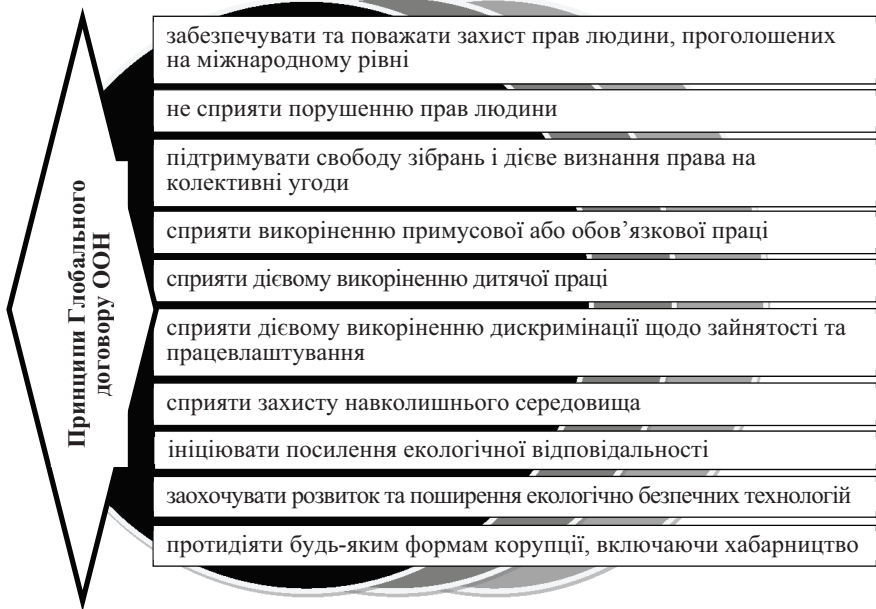 Принципи Глобального
договору ООН
забезпечувати та поважати захист прав людини, проголошених
на міжнародному рівні
не сприяти порушенню прав людини
підтримувати свободу зібрань і дієве визнання права на
колективні угоди
сприяти викоріненню примусової або обов’язкової праці
сприяти дієвому викоріненню дитячої праці
сприяти дієвому викоріненню дискримінації щодо зайнятості та
працевлаштування
сприяти захисту навколишнього середовища
ініціювати посилення екологічної відповідальності
заохочувати розвиток та поширення екологічно безпечних технологій
протидіяти будь-яким формам корупції, включаючи хабарництво